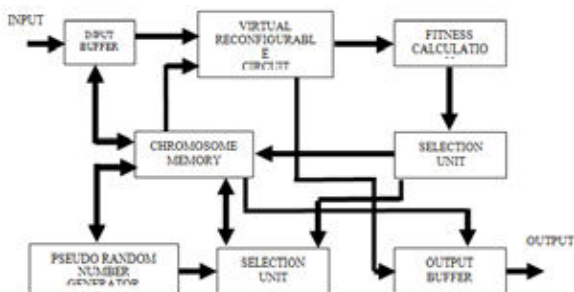 INPUT
INPUT
BUFFER
VIRTUAL
RECONFIGURABL
E
CIRCUIT
FITNESS
CALCULATIO
CHROMOSOME
MEMORY
SELECTION
UNIT
PSEUDO RANDOM
NUMBER
GENERATOR
SELECTION
UNIT
OUTPUT
BUFFER
OUTPUT